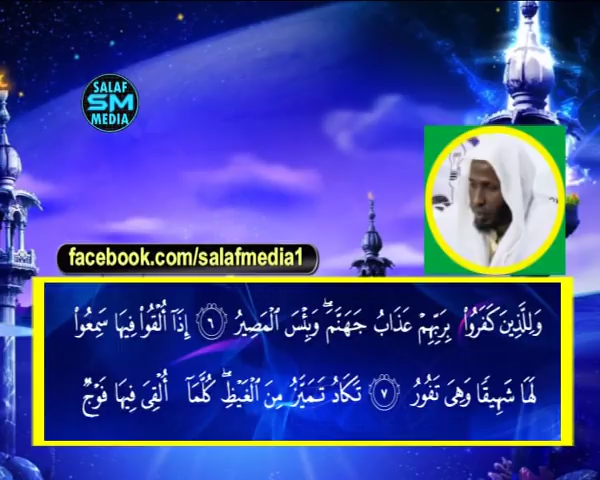 SALAF
SM
MEDIA
facebook.com/salafmedia1
وَلِلَّذِينَ كَفَرُوا۟ بِرَبِّهِمْ عَذَابُ جَهَنَّمَ ۖ وَبِئْسَ ٱلْمَصِيرُ ٦ إِذَآ أُلْقُوا۟ فِيهَا سَمِعُوا۟
لَهَا شَهِيقًا وَهِىَ تَفُورُ ٧ تَكَادُ تَمَيَّزُ مِنَ ٱلْغَيْظِ ۖ كُلَّمَآ أُلْقِىَ فِيهَا فَوْجٌ